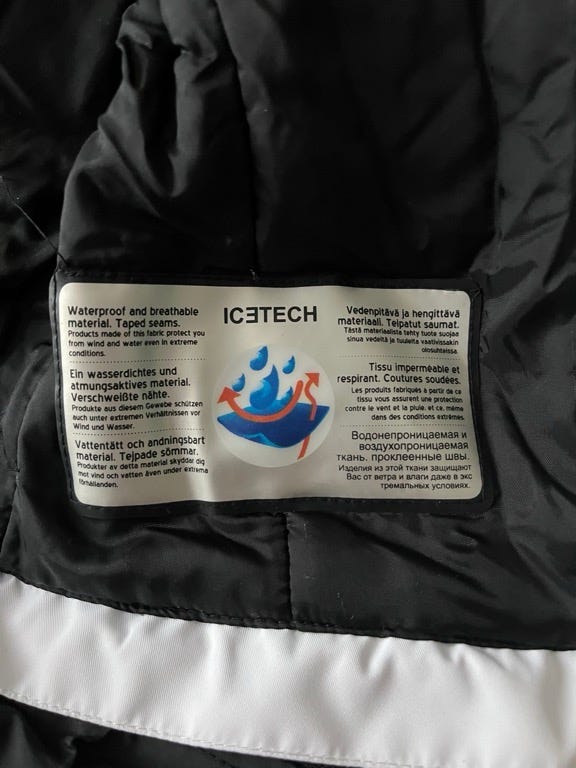 ICƎTECH
Waterproof and breathable
material. Taped seams.
Products made of this fabric protect you
from wind and water even in extreme
conditions.
Ein wasserdichtes und
atmungsaktives material.
Verschweißte nähte.
Produkte aus diesem Gewebe schützen
auch unter extremen Verhältnissen vor
Wind und Wasser.
Vattentätt och andningsbart
material. Tejpade sömmar.
Produkter av detta material skyddar dig
mot vind och vatten även under extrema
förhållanden.
Vedenpitävä ja hengittävä
materiaali. Teipatut saumat.
Tästä materiaalista tehty tuote suojaa
sinua vedeltä ja tuulelta vaativissakin
olosuhteissa.
Tissu imperméable et
respirant. Coutures soudées.
Les produits fabriqués à partir de ce
tissu vous assurent une protection
contre le vent et la pluie, et ce, même
dans des conditions extrêmes.
Водонепроницаемая и
воздухопроницаемая
ткань. проклеенные швы.
Изделия из этой ткани защищают
Вас от ветра и влаги даже в экс
тремальных условиях.